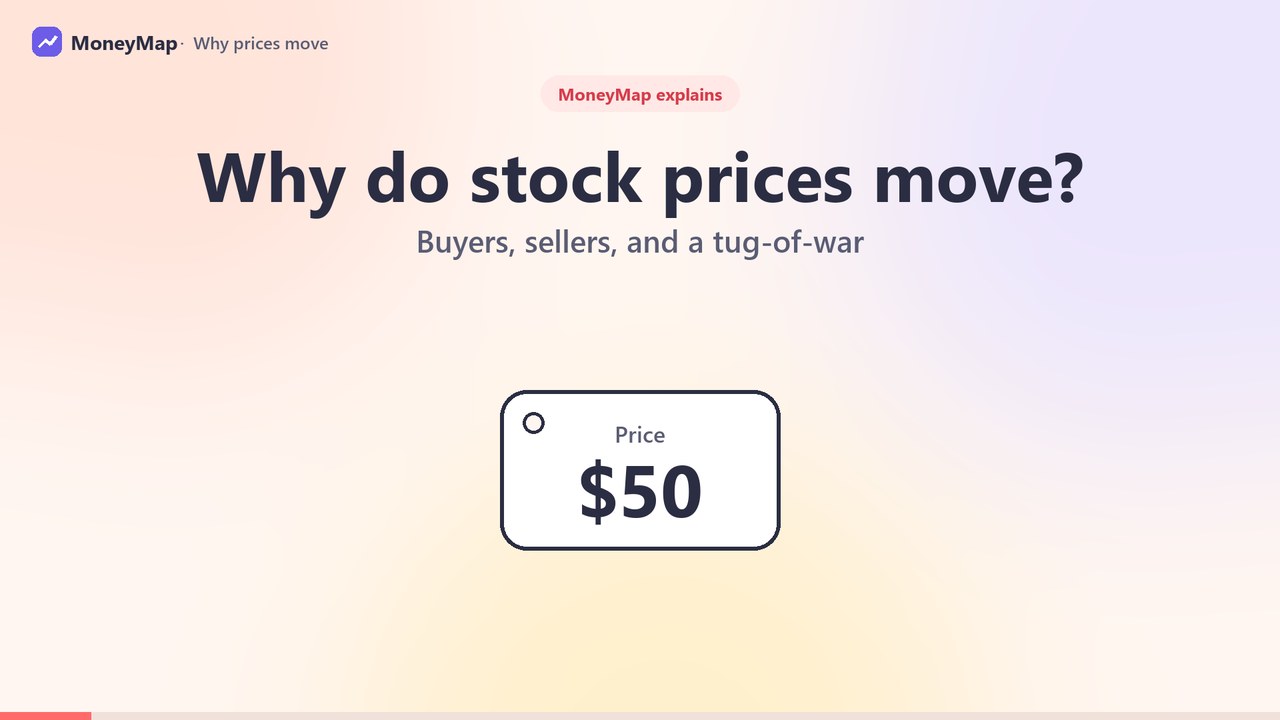 MoneyMap · Why prices move
MoneyMap explains
Why do stock prices move?
Buyers, sellers, and a tug-of-war
Price
$50